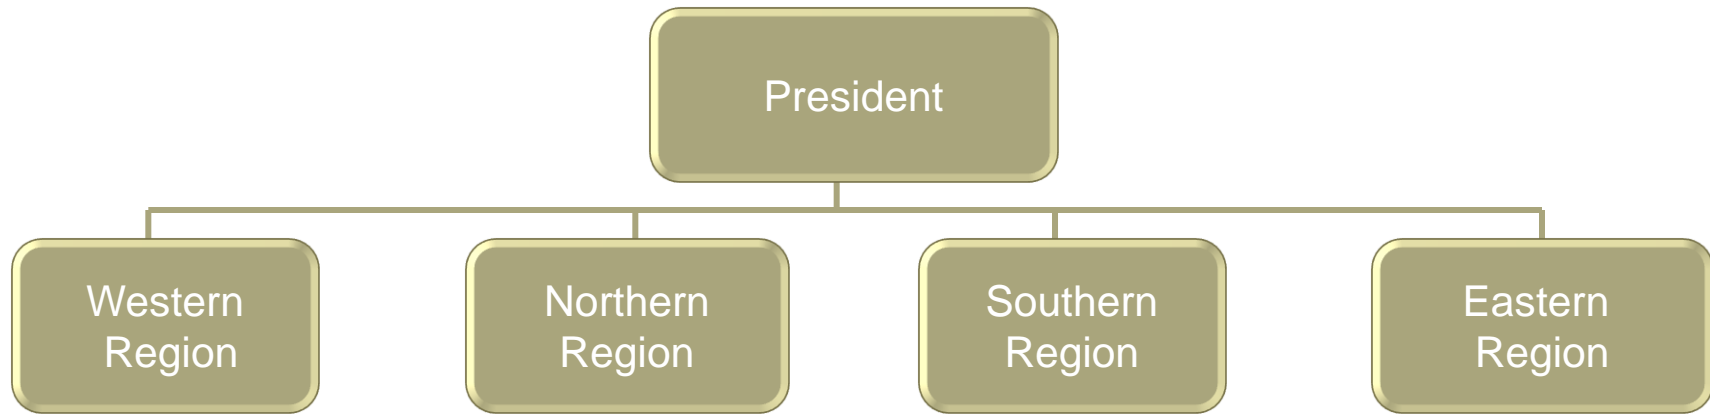 President
Western
Region
Northern
Region
Southern
Region
Eastern
Region